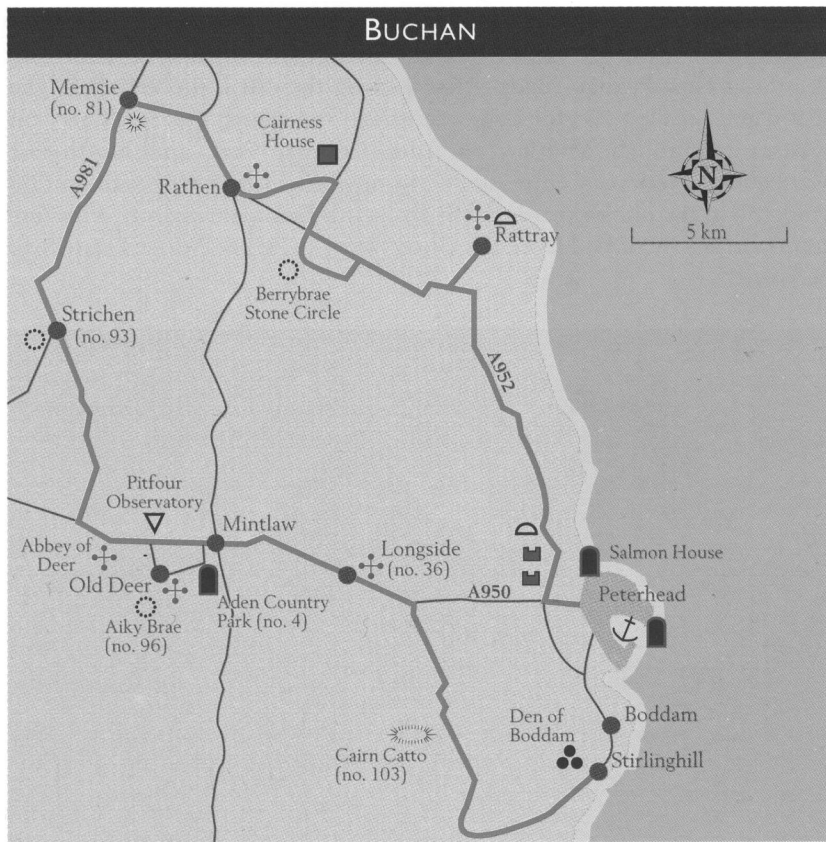 BUCHAN
Memsie
(no. 81)
Cairness
House
A981
Rathen
N
5 km
Rattray
Berrybrae
Stone Circle
Strichen
(no. 93)
A952
Pitfour
Observatory
Mintlaw
Abbey of
Deer
Longside
(no. 36)
Salmon House
Old Deer
A950
Peterhead
Aden Country
Park (no. 4)
Aiky Brae
(no. 96)
Den of
Boddam
Boddam
Cairn Catto
(no. 103)
Stirlinghill